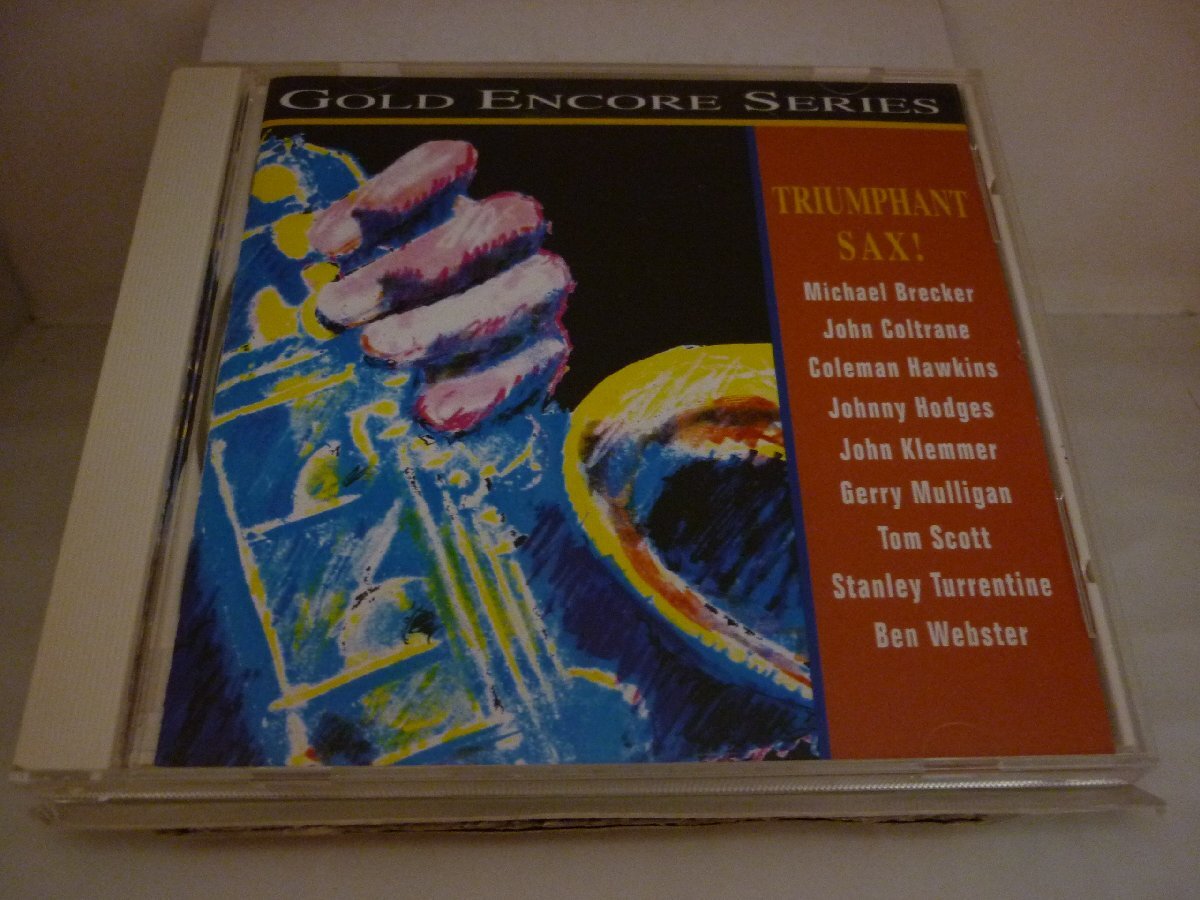 GOLD ENCORE SERIES
TRIUMPHANT
SAX!
Michael Brecker
John Coltrane
Coleman Hawkins
Johnny Hodges
John Klemmer
Gerry Mulligan
Tom Scott
Stanley Turrentine
Ben Webster